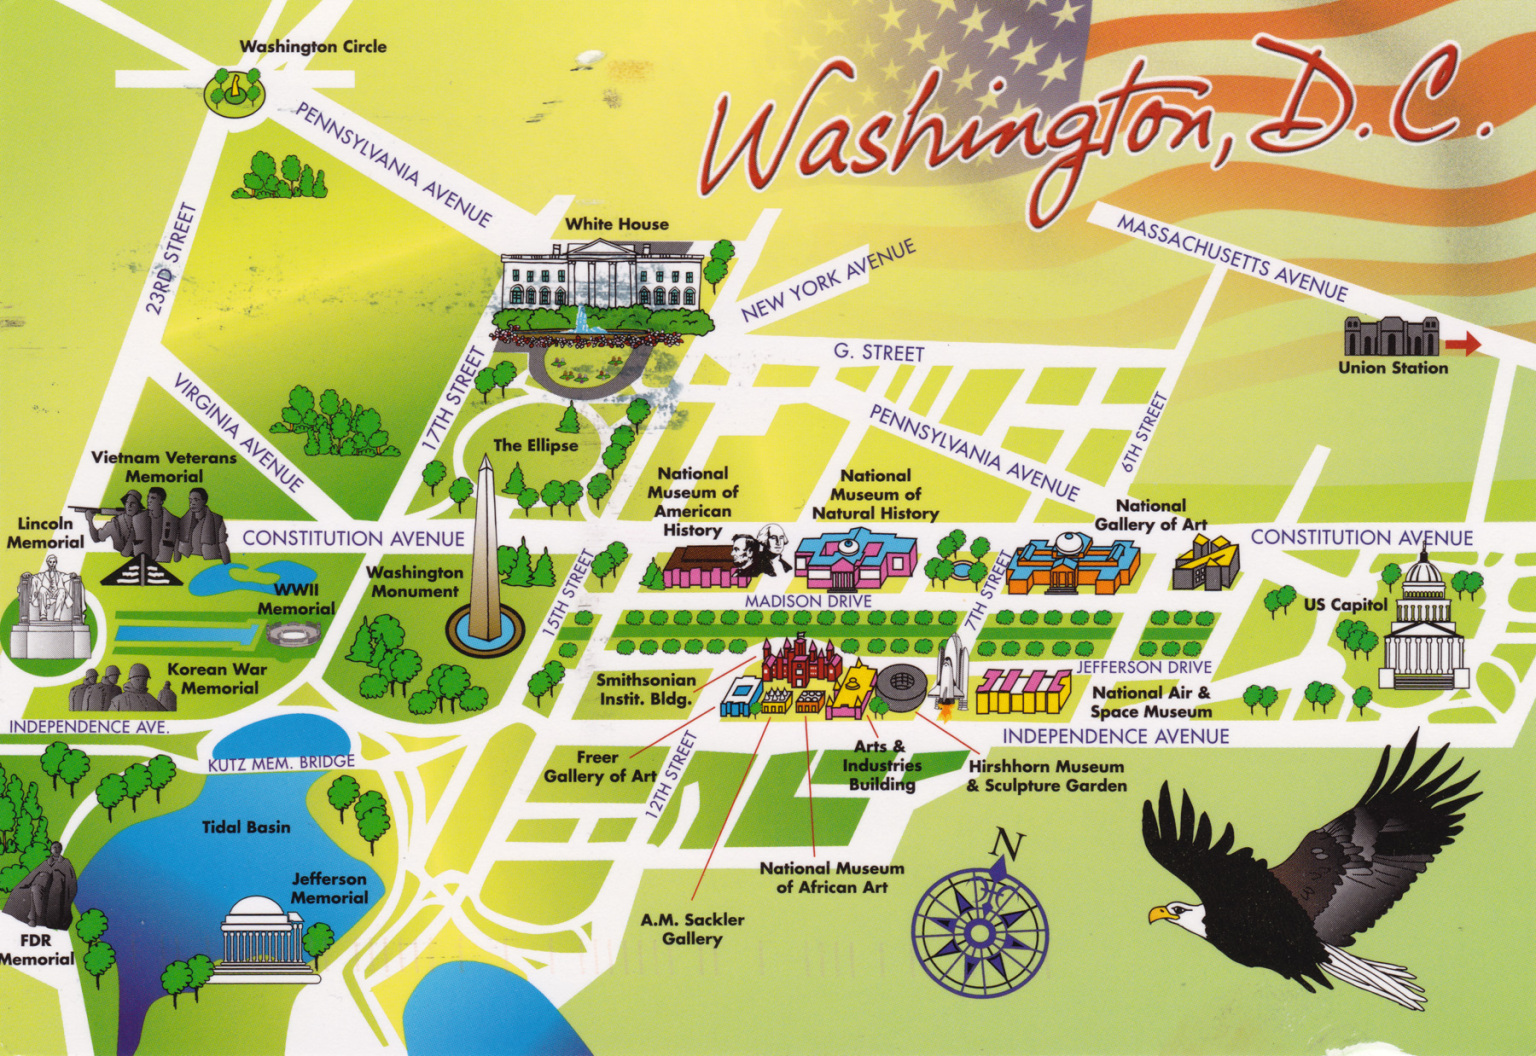 Washington, D.C.
Washington Circle
PENNSYLVANIA AVENUE
23RD STREET
White House
NEW YORK AVENUE
MASSACHUSETTS AVENUE
Union Station
G. STREET
17TH STREET
VIRGINIA AVENUE
The Ellipse
PENNSYLVANIA AVENUE
6TH STREET
Vietnam Veterans
Memorial
Lincoln
Memorial
CONSTITUTION AVENUE
National
Museum of
American
History
National
Museum of
Natural History
National
Gallery of Art
CONSTITUTION AVENUE
Washington
Monument
WWII
Memorial
15TH STREET
MADISON DRIVE
7TH STREET
US Capitol
Korean War
Memorial
Smithsonian
Instit. Bldg.
JEFFERSON DRIVE
National Air &
Space Museum
INDEPENDENCE AVE.
INDEPENDENCE AVENUE
KUTZ MEM. BRIDGE
Freer
Gallery of Art
12TH STREET
Arts &
Industries
Building
Hirshhorn Museum
& Sculpture Garden
Tidal Basin
Jefferson
Memorial
FDR
Memorial
National Museum
of African Art
A.M. Sackler
Gallery
N